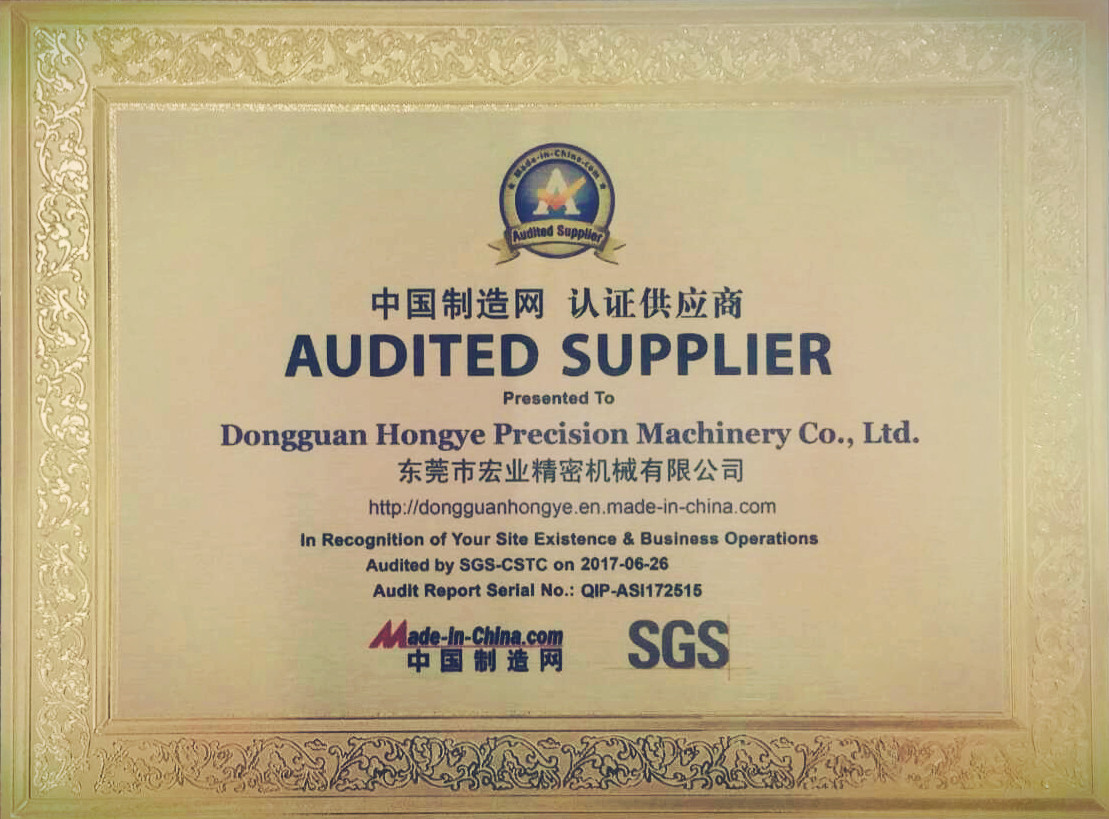 Made-in-China.com
A
Audited Supplier
中国制造网 认证供应商
AUDITED SUPPLIER
Presented To
Dongguan Hongye Precision Machinery Co., Ltd.
东莞市宏业精密机械有限公司
http://dongguanhongye.en.made-in-china.com
In Recognition of Your Site Existence & Business Operations
Audited by SGS-CSTC on 2017-06-26
Audit Report Serial No.: QIP-ASI172515
Made-in-China.com
中国制造网
SGS